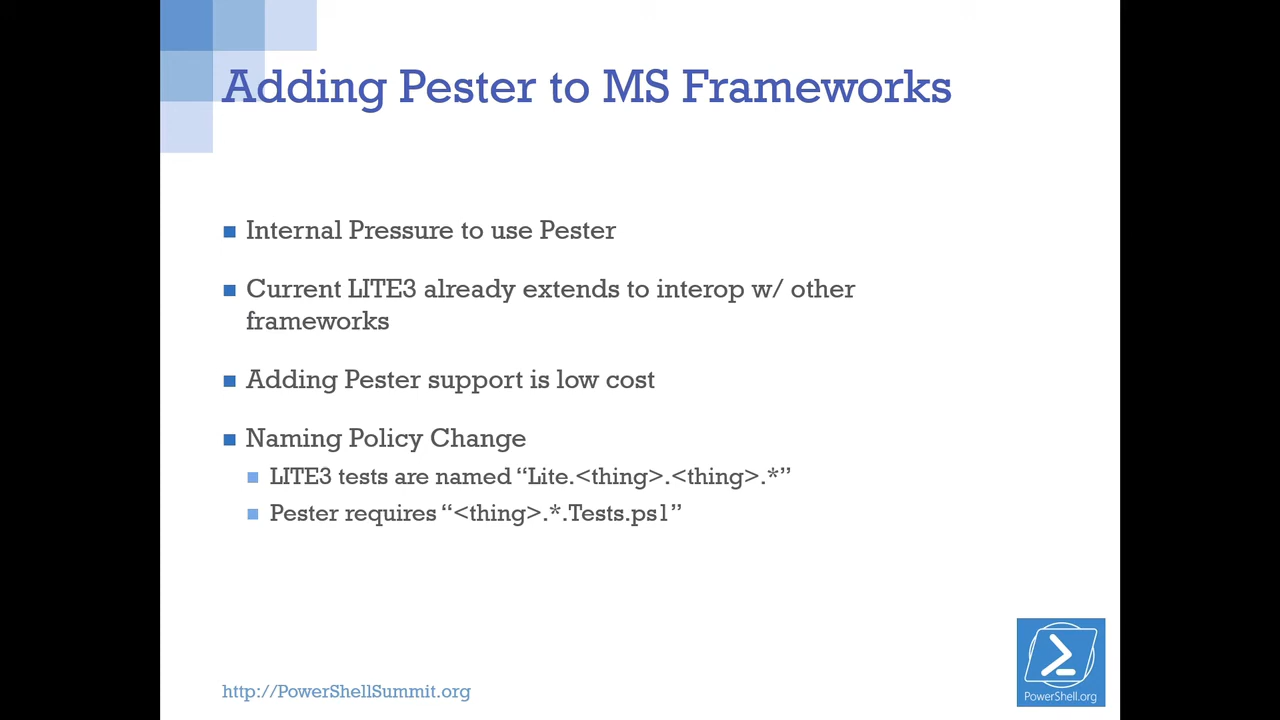 Adding Pester to MS Frameworks
Internal Pressure to use Pester
Current LITE3 already extends to interop w/ other
frameworks
Adding Pester support is low cost
Naming Policy Change
LITE3 tests are named “Lite.<thing>.<thing>.*”
Pester requires “<thing>.*.Tests.ps1”
http://PowerShellSummit.org
PowerShell.org